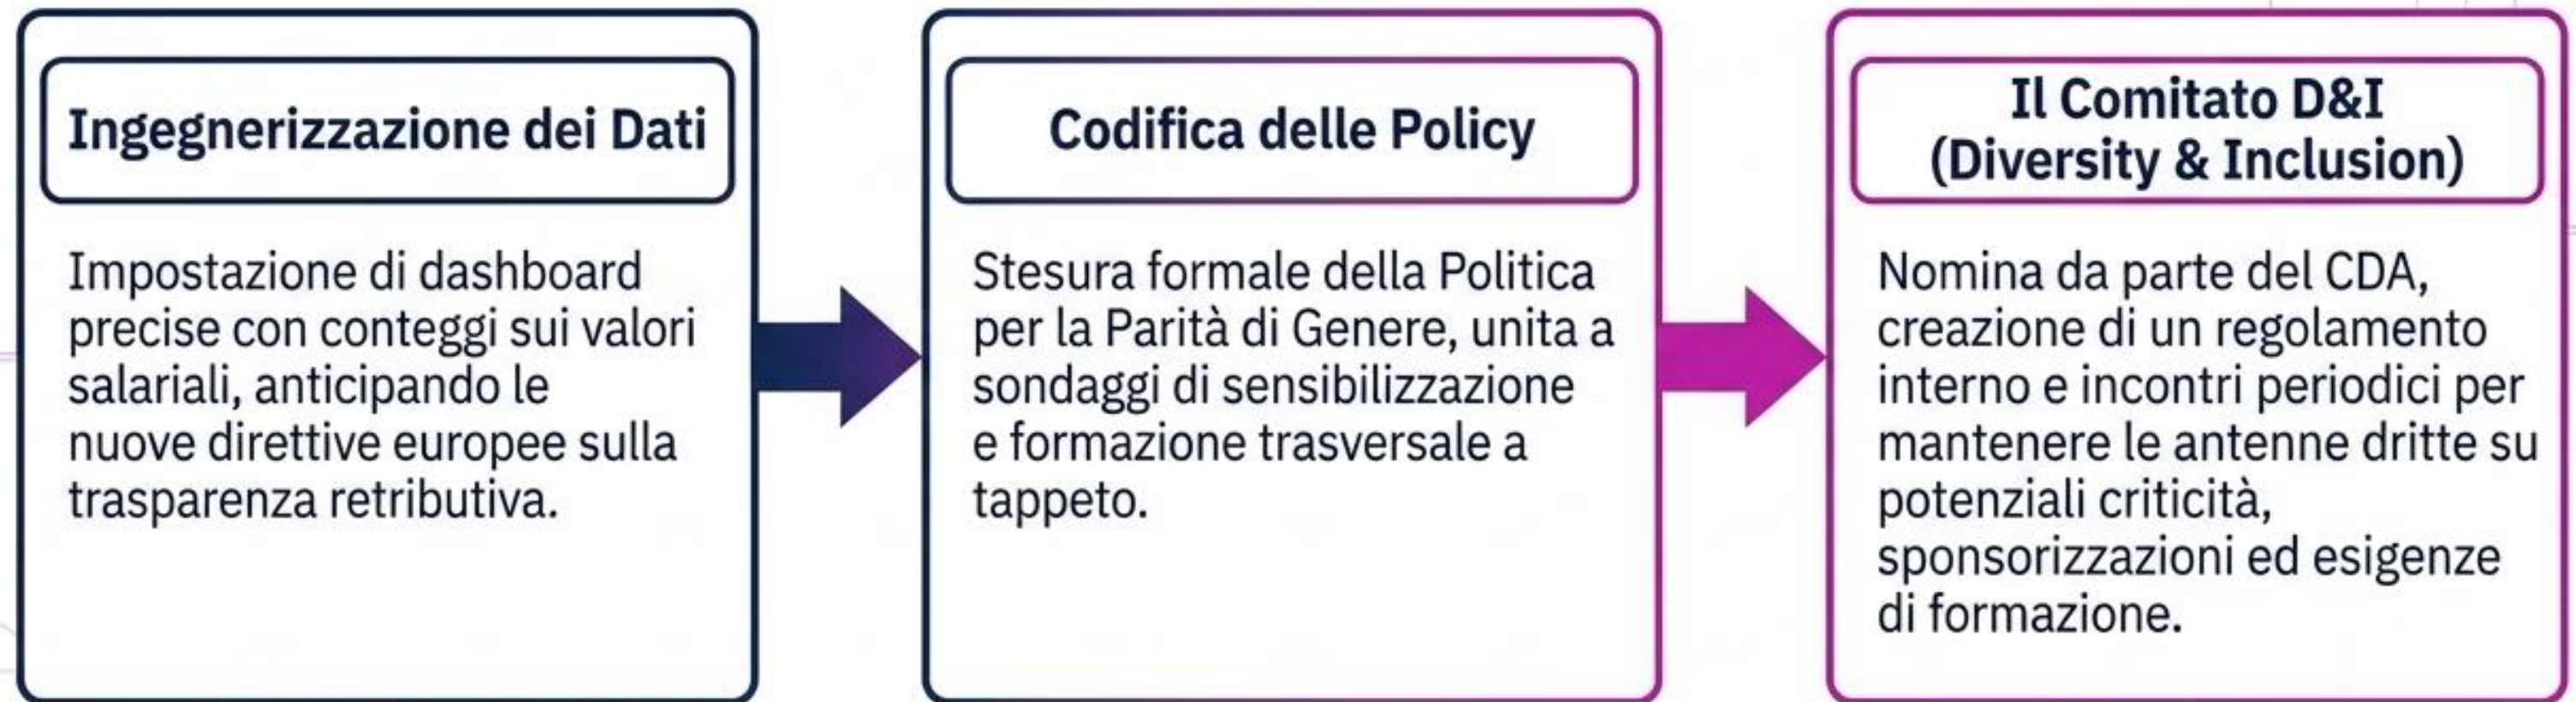 Ingegnerizzazione dei Dati
Impostazione di dashboard
precise con conteggi sui valori
salariali, anticipando le
nuove direttive europee sulla
trasparenza retributiva.
Codifica delle Policy
Stesura formale della Politica
per la Parità di Genere, unita a
sondaggi di sensibilizzazione
e formazione trasversale a
tappeto.
Il Comitato D&I
(Diversity & Inclusion)
Nomina da parte del CDA,
creazione di un regolamento
interno e incontri periodici per
mantenere le antenne dritte su
potenziali criticità,
sponsorizzazioni ed esigenze
di formazione.